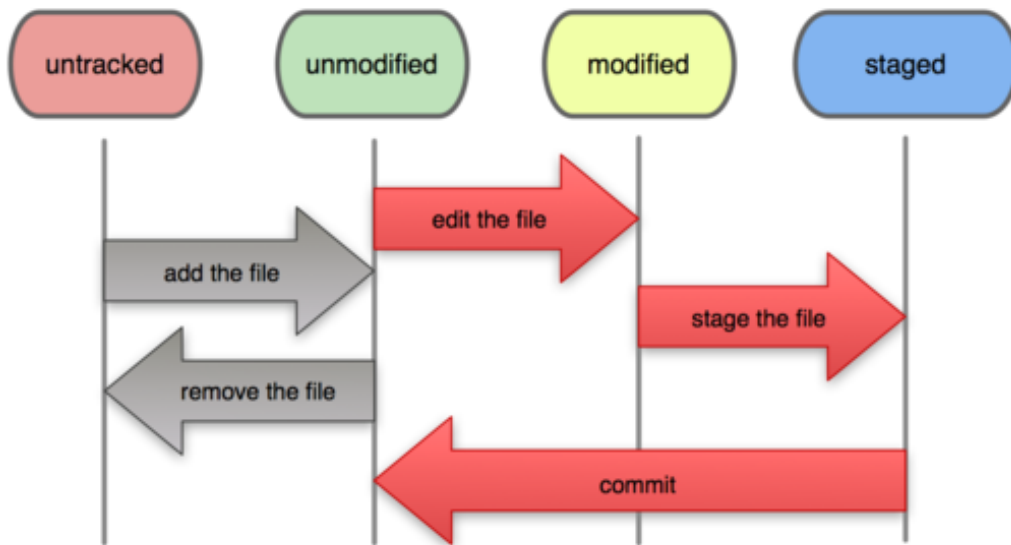 untracked
unmodified
modified
staged
edit the file
add the file
stage the file
remove the file
commit